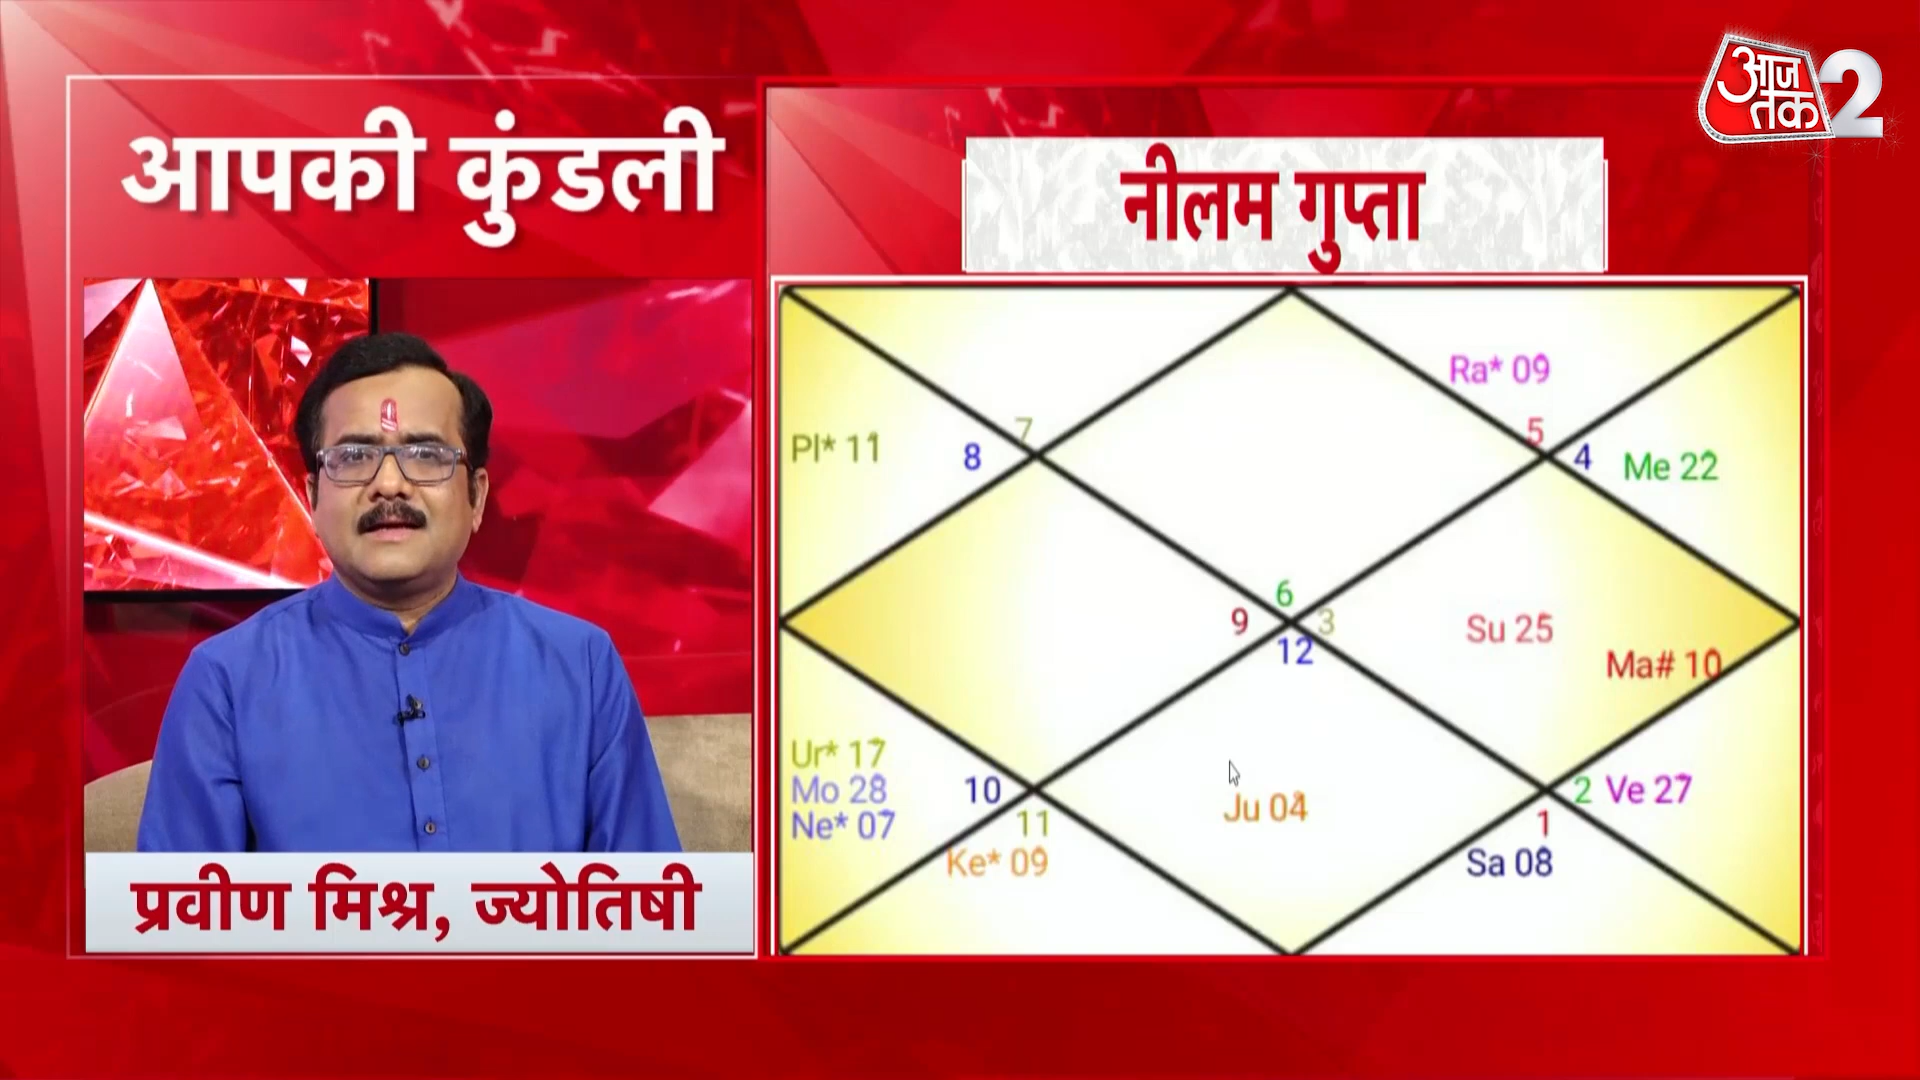 आज
तक 2
आपकी कुंडली
नीलम गुप्ता
Ra* 09
7
5
Pl* 11
8
4
Me 22
6
9
3
12
Su 25
Ma# 10
Ur* 17
Mo 28
Ne* 07
10
11
Ke* 09
Ju 04
2
Ve 27
1
Sa 08
प्रवीण मिश्र, ज्योतिषी